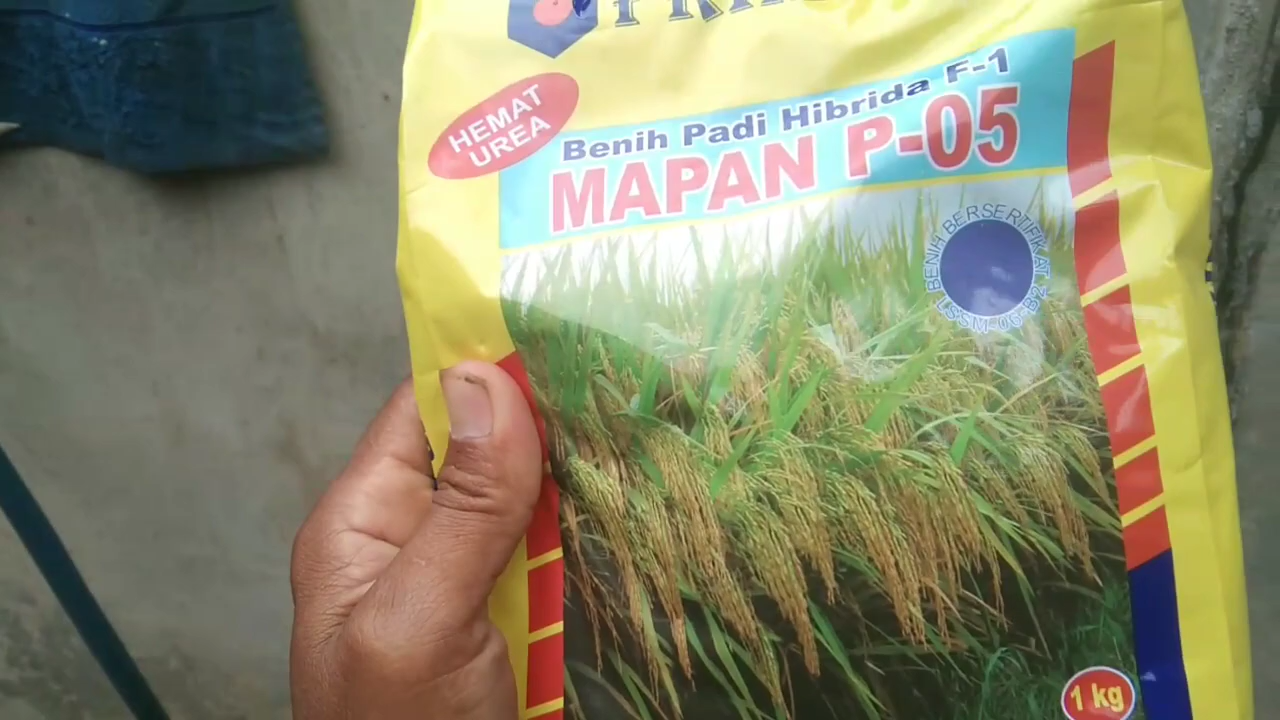 HEMAT
UREA
Benih Padi Hibrida F-1
MAPAN P-05
BENIH BERSERTIFIKAT
LSSM-06-B2
1 kg